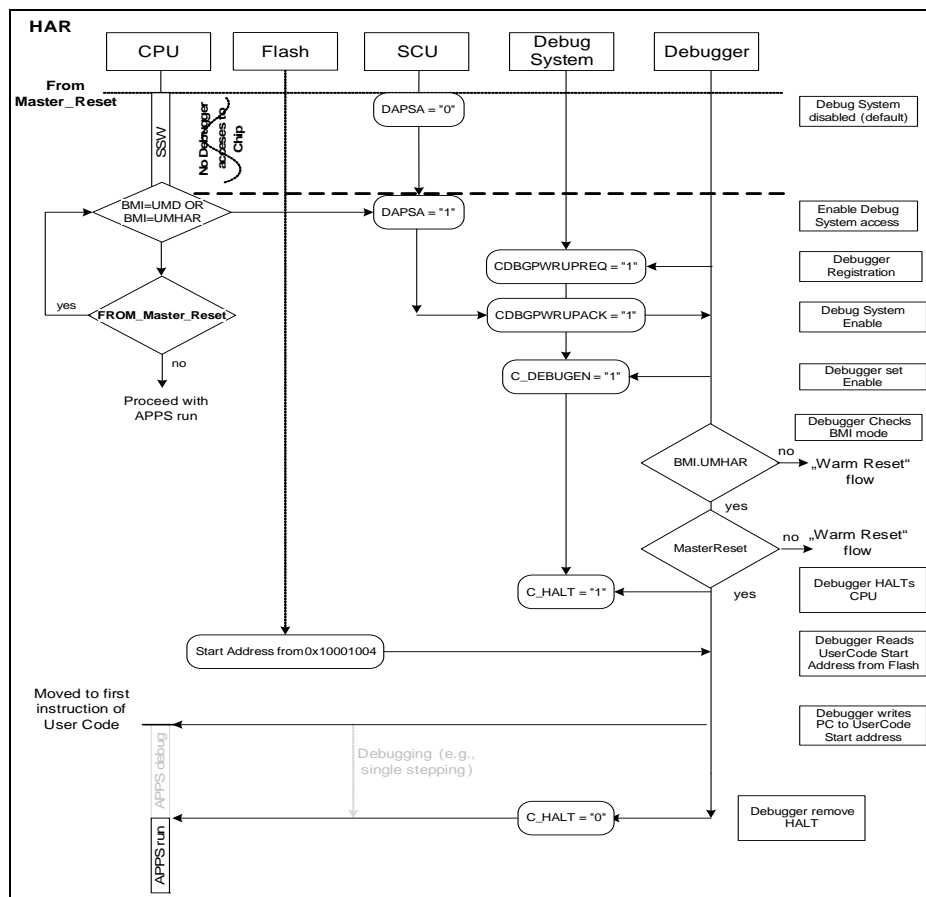 HAR
CPU
Flash
SCU
Debug
System
Debugger
From
Master_Reset
SSW
No Debugger
acceses to
Chip
DAPSA = "0"
Debug System
disabled (default)
BMI=UMD OR
BMI=UMHAR
DAPSA = "1"
Enable Debug
System access
CDBGPWRUPREQ = "1"
Debugger
Registration
yes
FROM_Master_Reset
CDBGPWRUPACK = "1"
Debug System
Enable
no
C_DEBUGEN = "1"
Debugger set
Enable
Proceed with
APPS run
Debugger Checks
BMI mode
BMI.UMHAR
no
„Warm Reset“
flow
yes
MasterReset
no
„Warm Reset“
flow
yes
C_HALT = "1"
Debugger HALTs
CPU
Start Address from 0x10001004
Debugger Reads
UserCode Start
Address from Flash
Moved to first
instruction of
User Code
Debugger writes
PC to UserCode
Start address
APPS debug
Debugging (e.g.,
single stepping)
C_HALT = "0"
Debugger remove
HALT
APPS run